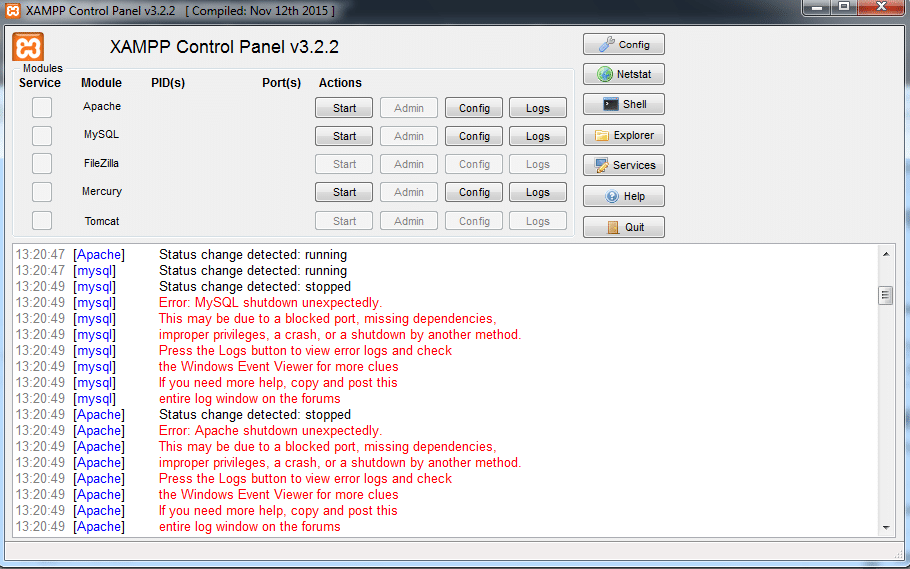 XAMPP Control Panel v3.2.2 [ Compiled: Nov 12th 2015 ]
XAMPP Control Panel v3.2.2
Config
Modules
Service Module PID(s) Port(s) Actions
Netstat
Apache Start Admin Config Logs
Shell
MySQL Start Admin Config Logs
Explorer
FileZilla Start Admin Config Logs
Services
Mercury Start Admin Config Logs
Help
Tomcat Start Admin Config Logs
Quit
13:20:47 [Apache] Status change detected: running
13:20:47 [mysql] Status change detected: running
13:20:49 [mysql] Status change detected: stopped
13:20:49 [mysql] Error: MySQL shutdown unexpectedly.
13:20:49 [mysql] This may be due to a blocked port, missing dependencies,
13:20:49 [mysql] improper privileges, a crash, or a shutdown by another method.
13:20:49 [mysql] Press the Logs button to view error logs and check
13:20:49 [mysql] the Windows Event Viewer for more clues
13:20:49 [mysql] If you need more help, copy and post this
13:20:49 [mysql] entire log window on the forums
13:20:49 [Apache] Status change detected: stopped
13:20:49 [Apache] Error: Apache shutdown unexpectedly.
13:20:49 [Apache] This may be due to a blocked port, missing dependencies,
13:20:49 [Apache] improper privileges, a crash, or a shutdown by another method.
13:20:49 [Apache] Press the Logs button to view error logs and check
13:20:49 [Apache] the Windows Event Viewer for more clues
13:20:49 [Apache] If you need more help, copy and post this
13:20:49 [Apache] entire log window on the forums